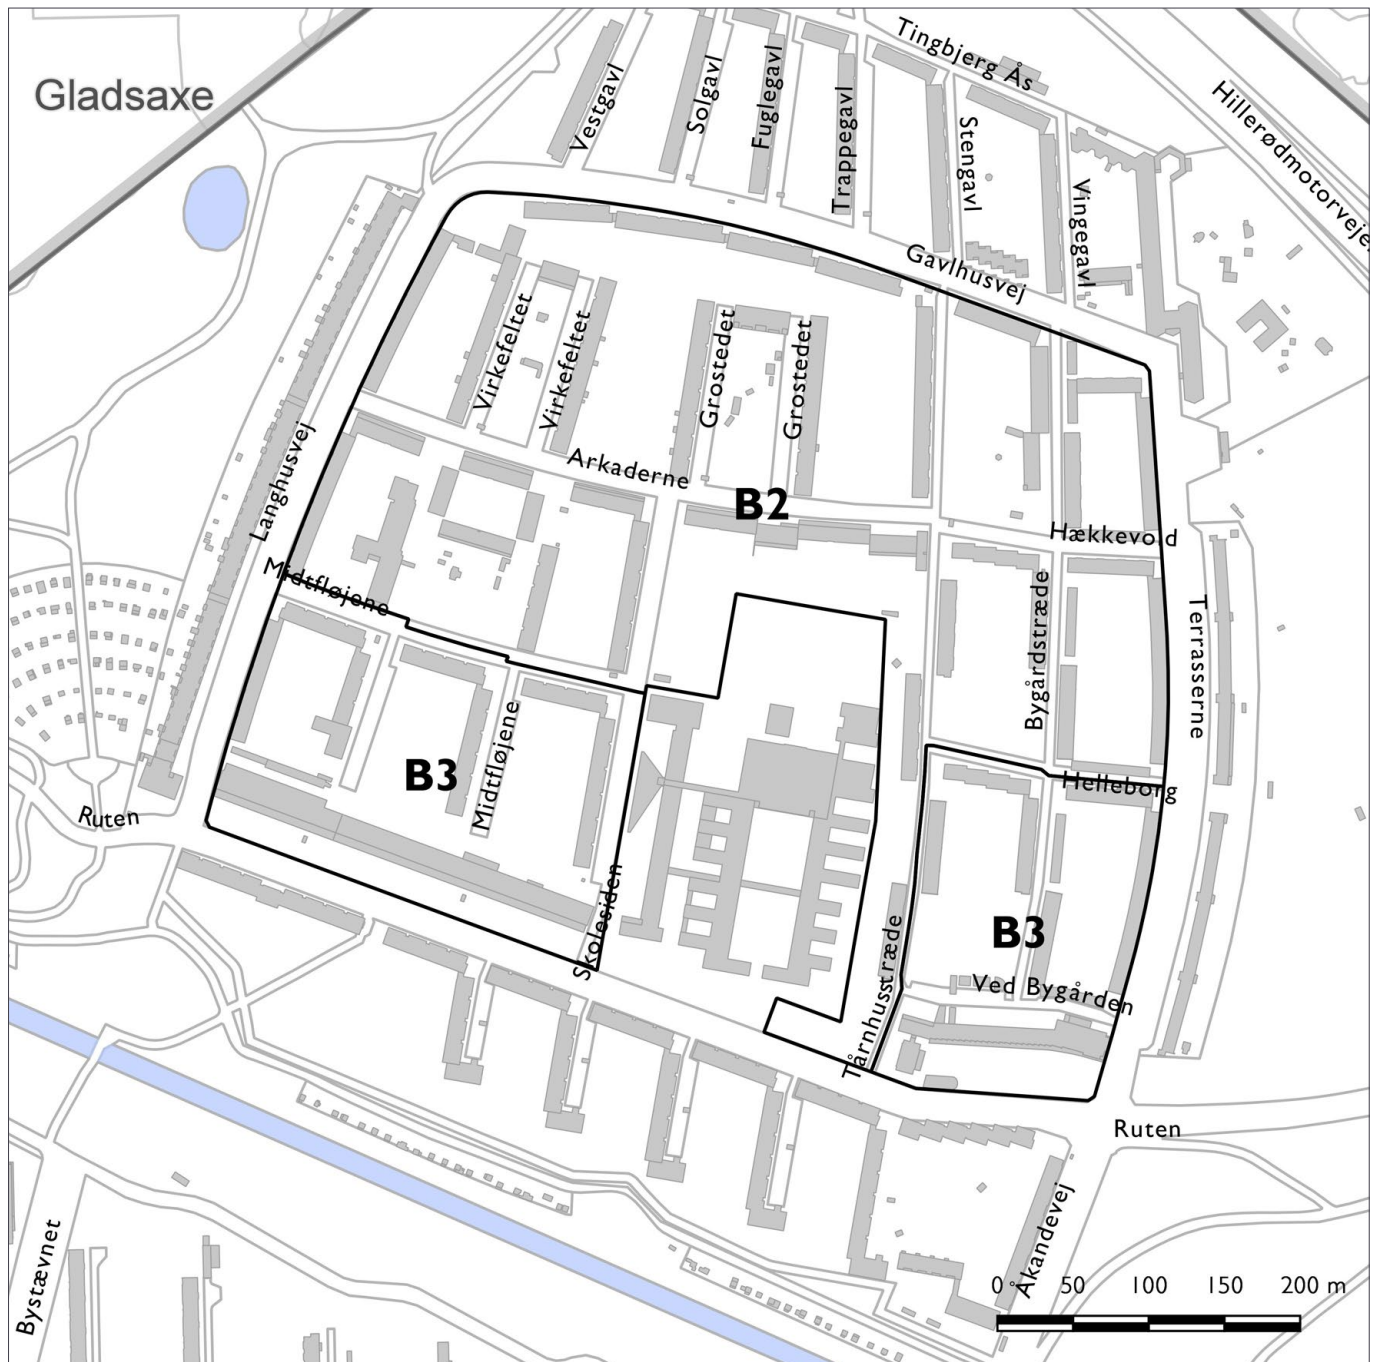 Tingbjerg Ås
Gladsaxe
Vestgavl
Solgavl
Fuglegavl
Trappegavl
Stengavl
Vingegavl
Hillerødmotorveje
Gavlhusvej
Virkefeltet
Virkefeltet
Grostedet
Grostedet
Langhusvej
Arkaderne
B2
Hækkevold
Midtfløjene
Bygårdstræde
Terrasserne
B3
Midtfløjene
Helleborg
Ruten
Skolesiden
Tårnhusstræde
B3
Ved Bygården
Ruten
Bystævnet
Åkandevej
0 50 100 150 200 m